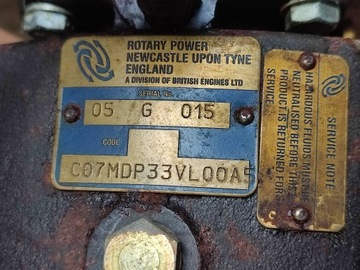 ROTARY POWER
NEWCASTLE UPON TYNE
ENGLAND
A DIVISION OF BRITISH ENGINES LTD
SERIAL No.
05 G 015
CODE
C07MDP33VL00A5
SERVICE NOTE
HAZARDOUS FLUIDS MUST BE
NEUTRALISED BEFORE THIS
PRODUCT IS RETURNED FOR
SERVICE